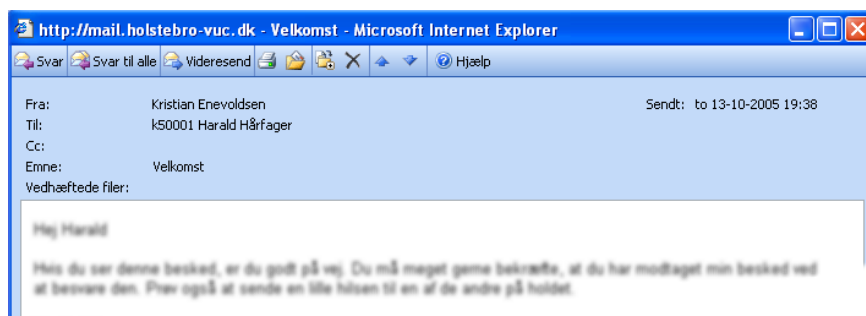 http://mail.holstebro-vuc.dk - Velkomst - Microsoft Internet Explorer
Svar Svar til alle Videresend Hjælp
Fra: Kristian Enevoldsen Sendt: to 13-10-2005 19:38
Til: k50001 Harald Hårfager
Cc:
Emne: Velkomst
Vedhæftede filer:
Hej Harald
Hvis du ser denne besked, er du godt på vej. Du må meget gerne bekræfte, at du har modtaget min besked ved
at besvare den. Prøv også at sende en lille hilsen til en af de andre på holdet.